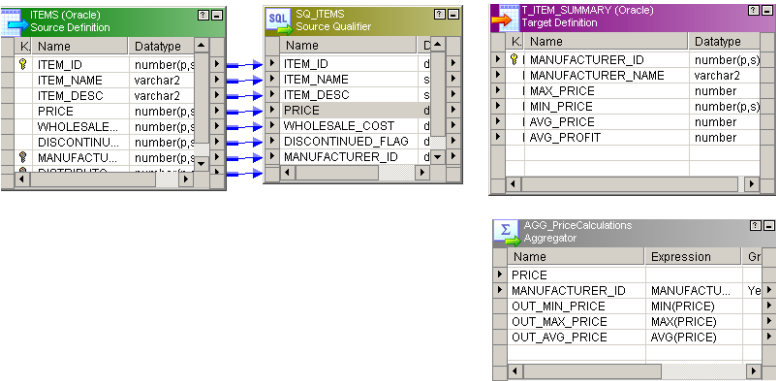 ITEMS (Oracle)
Source Definition
K. Name Datatype
ITEM_ID number(p,s
ITEM_NAME varchar2
ITEM_DESC varchar2
PRICE number(p,s
WHOLESALE... number(p,s
DISCONTINU... number(p,s
MANUFACTU... number(p,s
DISTRIBUTO... number(p,s
SQL SQ_ITEMS
Source Qualifier
Name D
ITEM_ID d
ITEM_NAME s
ITEM_DESC s
PRICE d
WHOLESALE_COST d
DISCONTINUED_FLAG d
MANUFACTURER_ID d
T_ITEM_SUMMARY (Oracle)
Target Definition
K. Name Datatype
MANUFACTURER_ID number(p,s)
MANUFACTURER_NAME varchar2
MAX_PRICE number
MIN_PRICE number(p,s)
AVG_PRICE number
AVG_PROFIT number
Σ AGG_PriceCalculations
Aggregator
Name Expression Gr
PRICE
MANUFACTURER_ID MANUFACTU... Ye
OUT_MIN_PRICE MIN(PRICE)
OUT_MAX_PRICE MAX(PRICE)
OUT_AVG_PRICE AVG(PRICE)